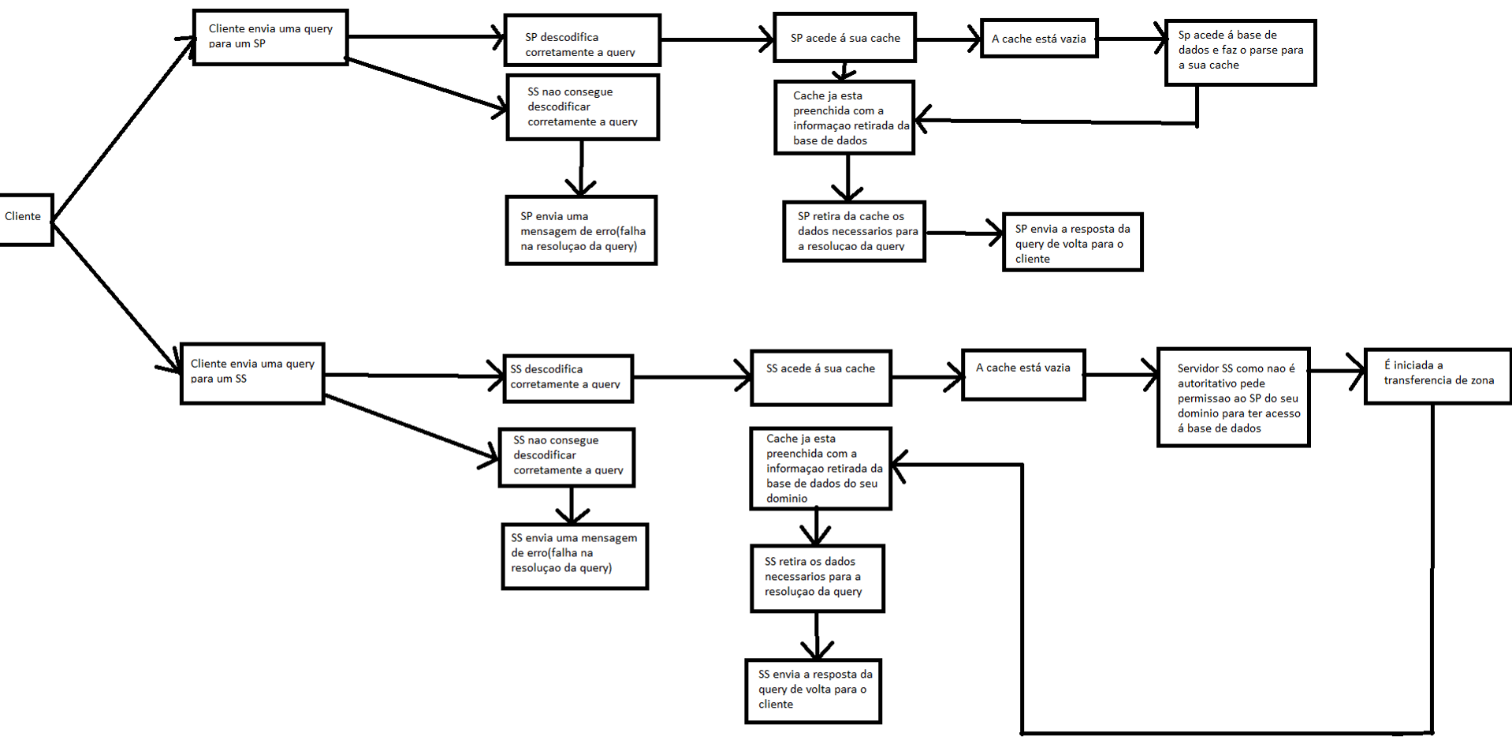 Cliente
Cliente envia uma query
para um SP
SP descodifica
corretamente a query
SP acede á sua cache
A cache está vazia
Sp acede á base de
dados e faz o parse para
a sua cache
SS nao consegue
descodificar
corretamente a query
Cache ja esta
preenchida com a
informaçao retirada da
base de dados
SP envia uma
mensagem de erro(falha
na resoluçao da query)
SP retira da cache os
dados necessarios para
a resoluçao da query
SP envia a resposta da
query de volta para o
cliente
Cliente envia uma query
para um SS
SS descodifica
corretamente a query
SS acede á sua cache
A cache está vazia
Servidor SS como nao é
autoritativo pede
permissao ao SP do seu
dominio para ter acesso
á base de dados
É iniciada a
transferencia de zona
SS nao consegue
descodificar
corretamente a query
Cache ja esta
preenchida com a
informaçao retirada da
base de dados do seu
dominio
SS envia uma mensagem
de erro(falha na
resoluçao da query)
SS retira os dados
necessarios para a
resoluçao da query
SS envia a resposta da
query de volta para o
cliente